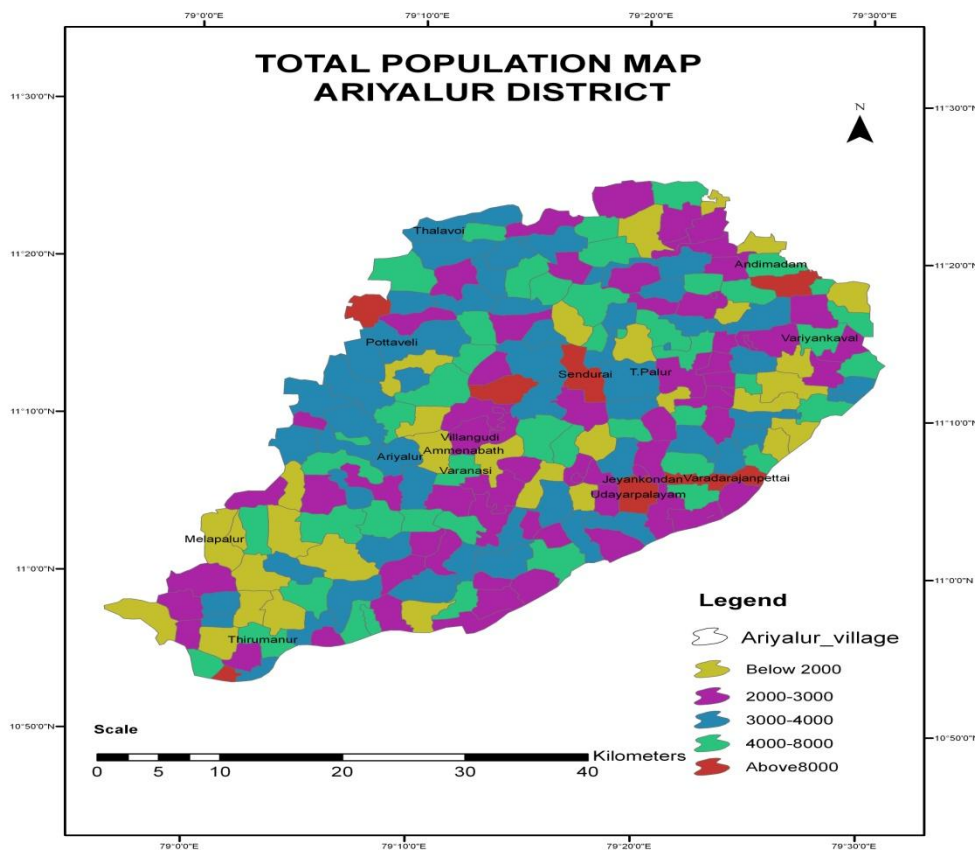 79°0'0"E 79°10'0"E 79°20'0"E 79°30'0"E
TOTAL POPULATION MAP
ARIYALUR DISTRICT
11°30'0"N 11°30'0"N
N
Thalavoi
11°20'0"N 11°20'0"N
Andimadam
Pottaveli
Variyankaval
Sendurai T.Palur
11°10'0"N 11°10'0"N
Villangudi
Ammenabath
Ariyalur
Varanasi
Jeyankondan Varadarajanpettai
Udayarpalayam
Melapalur
11°0'0"N 11°0'0"N
Thirumanur
Legend
Ariyalur_village
Below 2000
2000-3000
3000-4000
4000-8000
Above8000
10°50'0"N 10°50'0"N
Scale
Kilometers
0 5 10 20 30 40
79°0'0"E 79°10'0"E 79°20'0"E 79°30'0"E